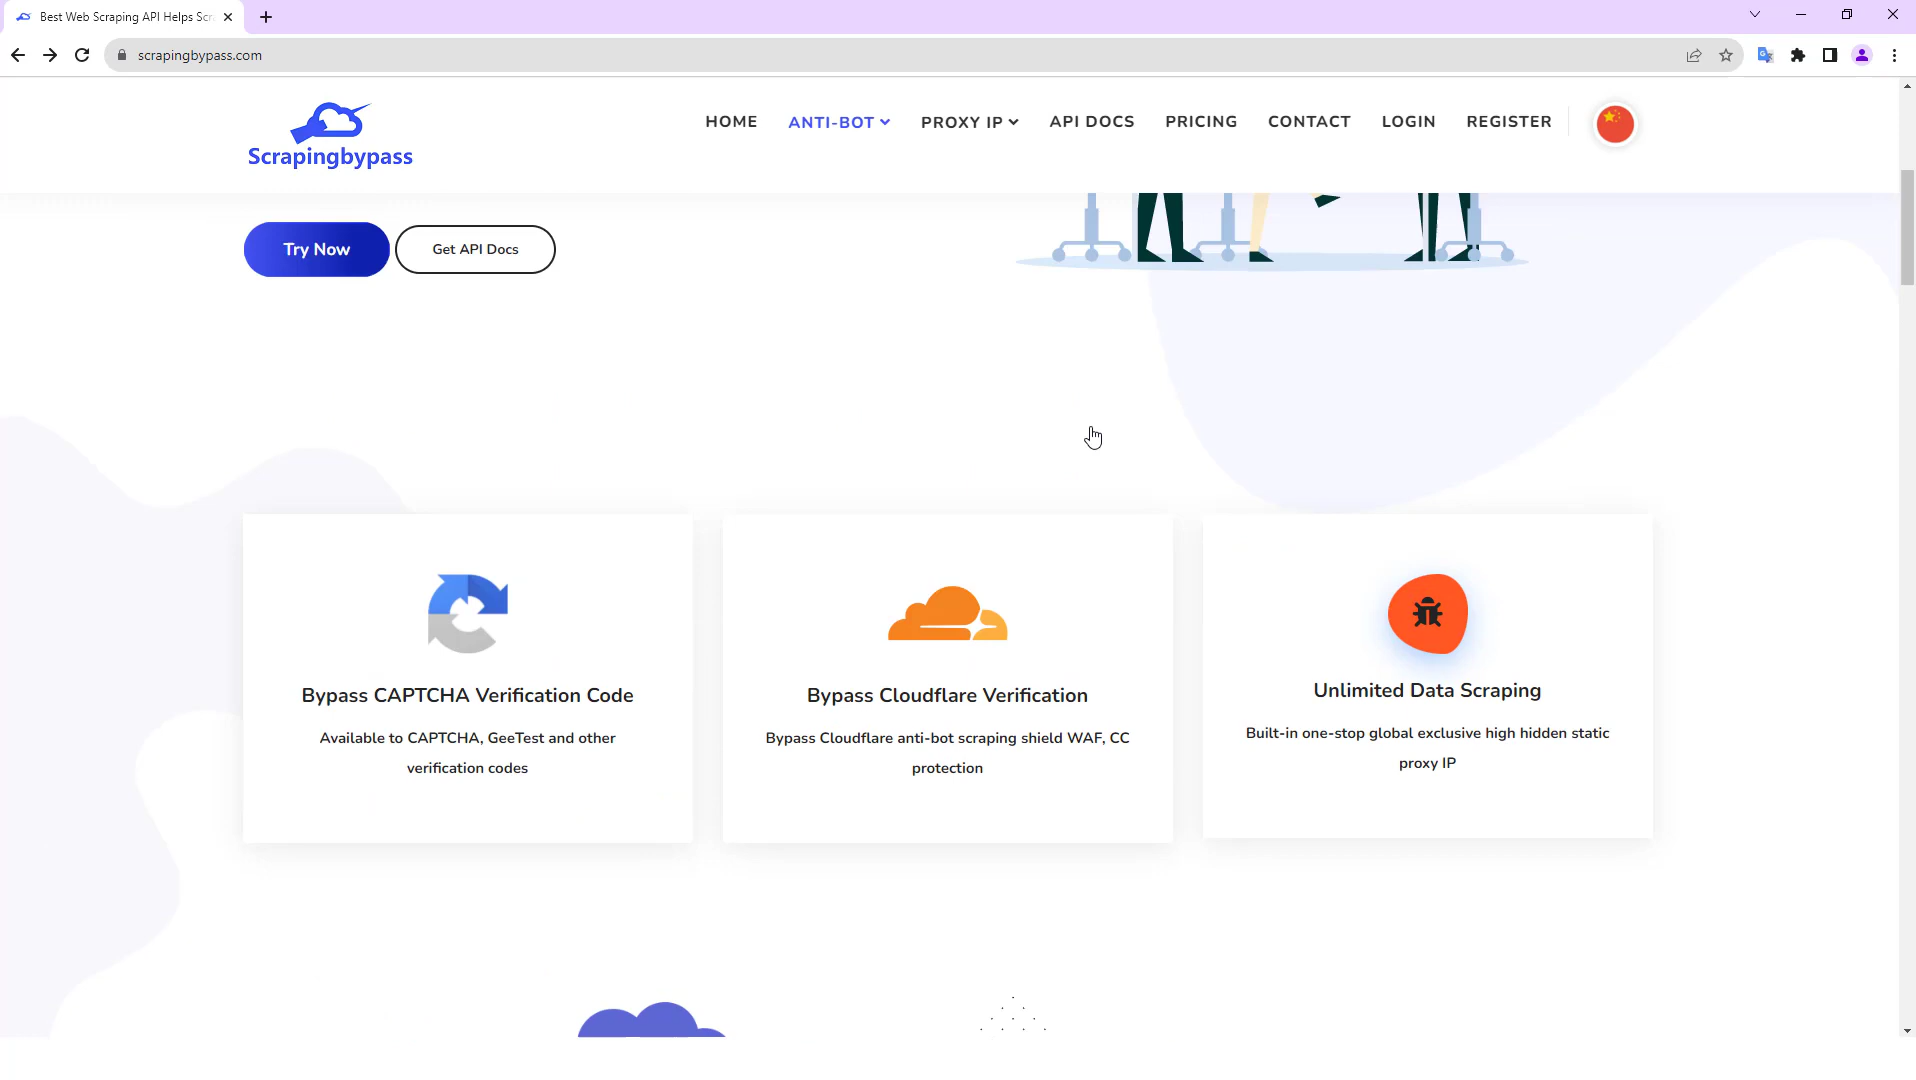 Best Web Scraping API Helps Scr
scrapingbypass.com
Scrapingbypass
HOME ANTI-BOT PROXY IP API DOCS PRICING CONTACT LOGIN REGISTER
Try Now Get API Docs
Bypass CAPTCHA Verification Code
Available to CAPTCHA, GeeTest and other
verification codes
Bypass Cloudflare Verification
Bypass Cloudflare anti-bot scraping shield WAF, CC
protection
Unlimited Data Scraping
Built-in one-stop global exclusive high hidden static
proxy IP